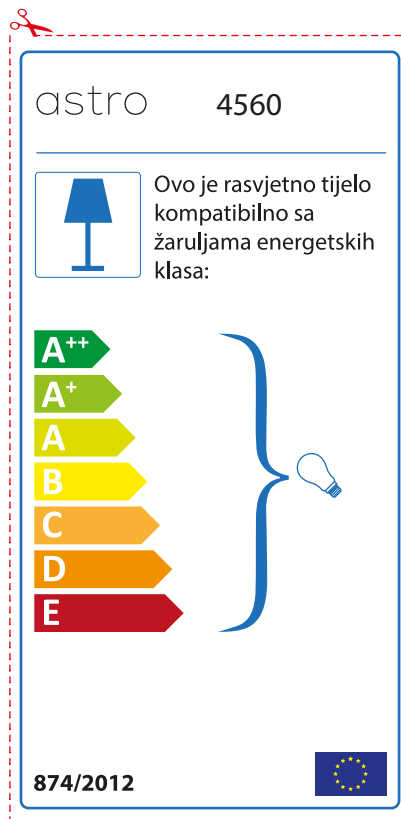 astro 4560
Ovo je rasvjetno tijelo
kompatibilno sa
žaruljama energetskih
klasa:
A++
A+
A
B
C
D
E
874/2012